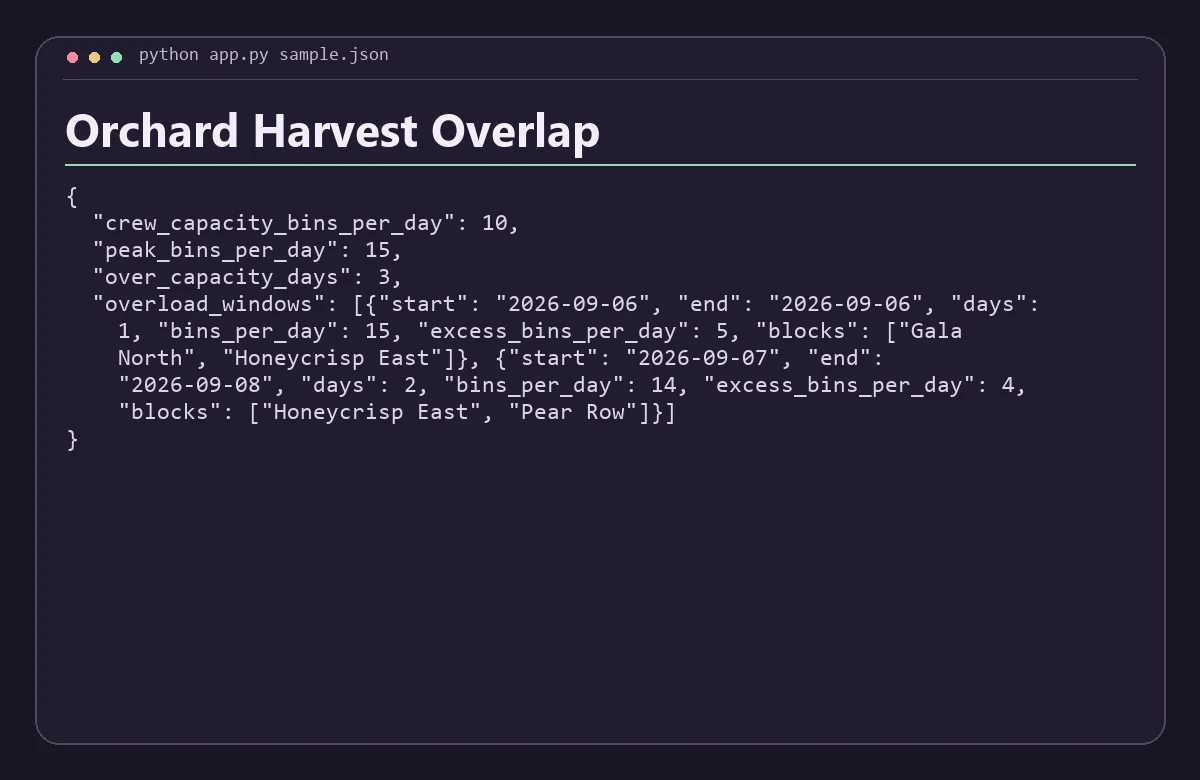 python app.py sample.json
Orchard Harvest Overlap
{
  "crew_capacity_bins_per_day": 10,
  "peak_bins_per_day": 15,
  "over_capacity_days": 3,
  "overload_windows": [{"start": "2026-09-06", "end": "2026-09-06", "days":
    1, "bins_per_day": 15, "excess_bins_per_day": 5, "blocks": ["Gala
    North", "Honeycrisp East"]}, {"start": "2026-09-07", "end":
    "2026-09-08", "days": 2, "bins_per_day": 14, "excess_bins_per_day": 4,
    "blocks": ["Honeycrisp East", "Pear Row"]}]
}